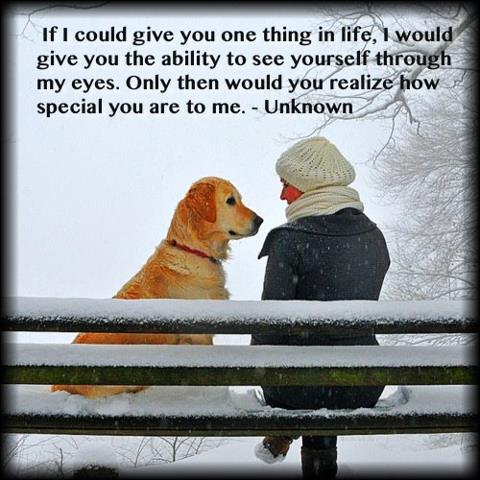 If I could give you one thing in life, I would
give you the ability to see yourself through
my eyes. Only then would you realize how
special you are to me. - Unknown